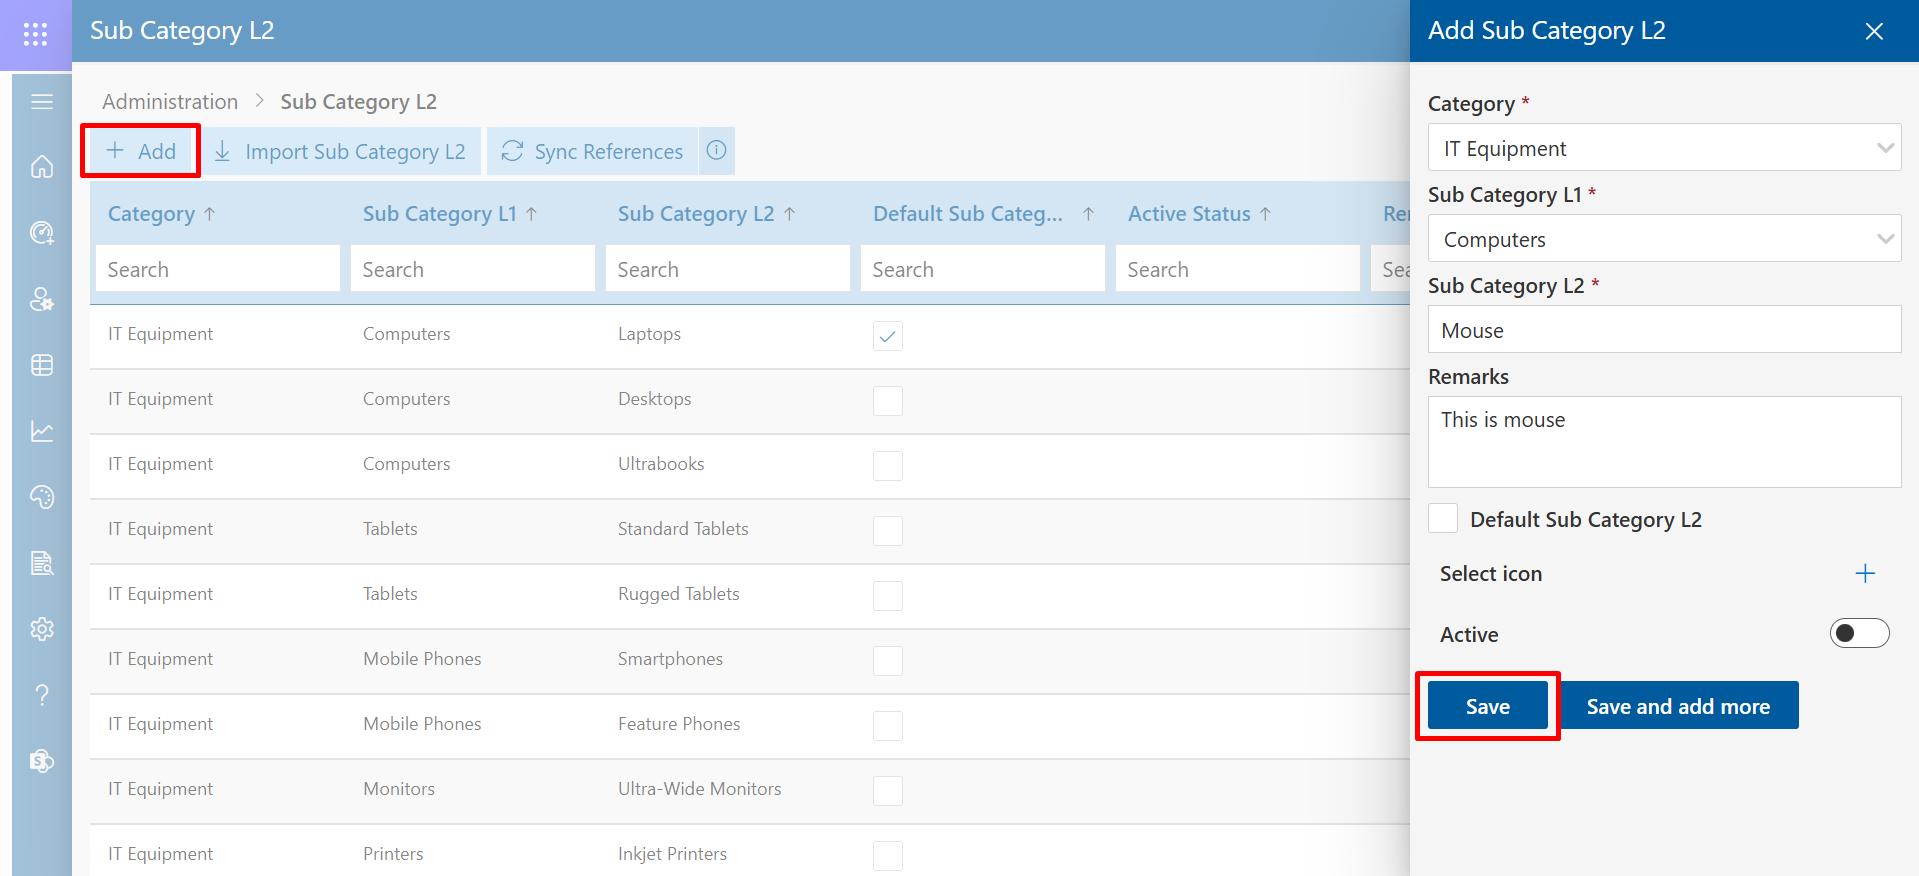 Sub Category L2
Administration > Sub Category L2
+ Add Import Sub Category L2 Sync References
Category ↑ Sub Category L1 ↑ Sub Category L2 ↑ Default Sub Categ... ↑ Active Status ↑
Search Search Search Search Search
IT Equipment Computers Laptops
IT Equipment Computers Desktops
IT Equipment Computers Ultrabooks
IT Equipment Tablets Standard Tablets
IT Equipment Tablets Rugged Tablets
IT Equipment Mobile Phones Smartphones
IT Equipment Mobile Phones Feature Phones
IT Equipment Monitors Ultra-Wide Monitors
IT Equipment Printers Inkjet Printers
Add Sub Category L2
Category *
IT Equipment
Sub Category L1 *
Computers
Sub Category L2 *
Mouse
Remarks
This is mouse
Default Sub Category L2
Select icon +
Active
Save Save and add more